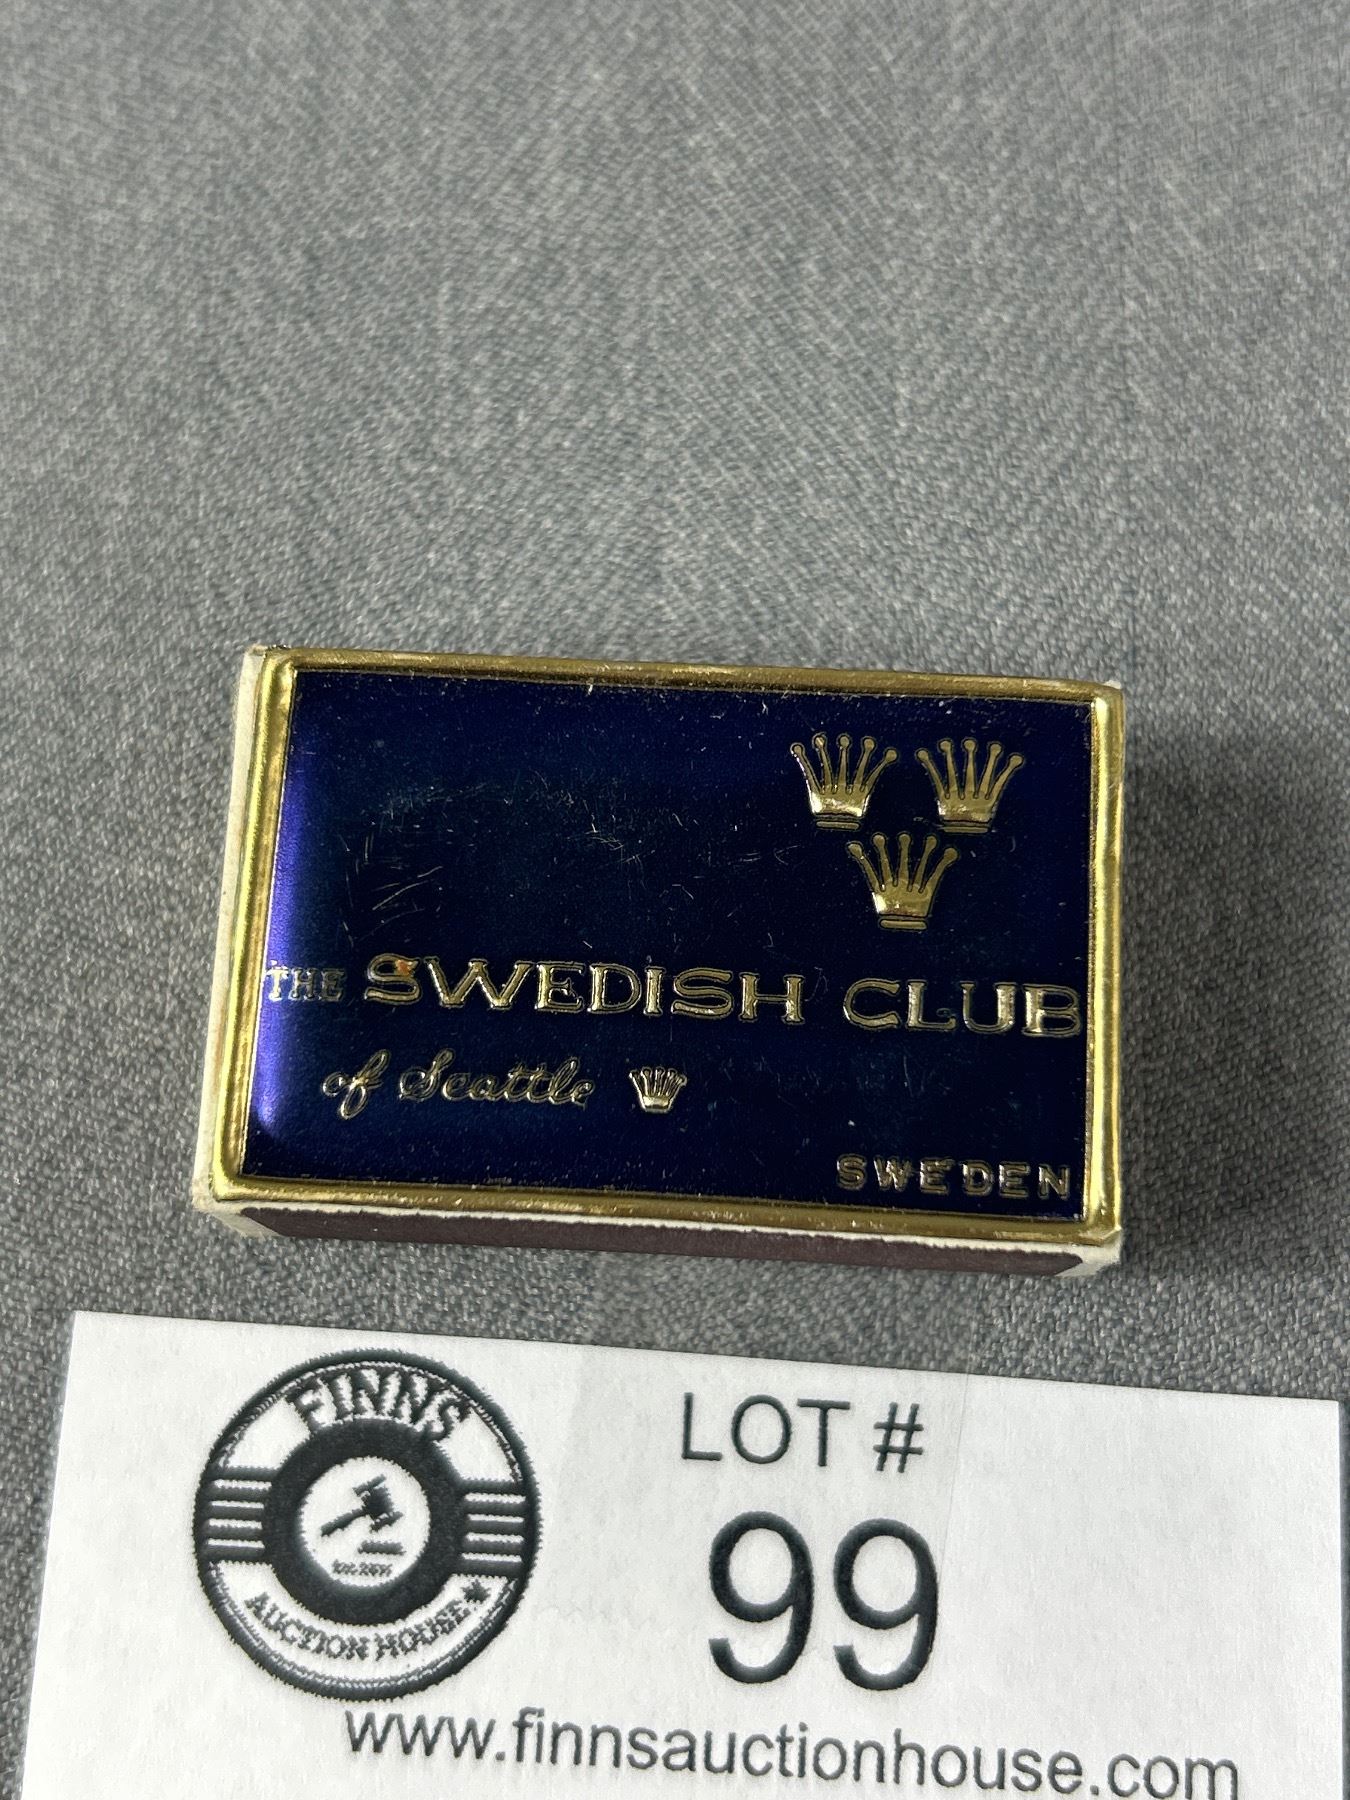 THE SWEDISH CLUB
of Seattle
SWEDEN
FINNS
AUCTION HOUSE
LOT #
99
www.finnsauctionhouse.com